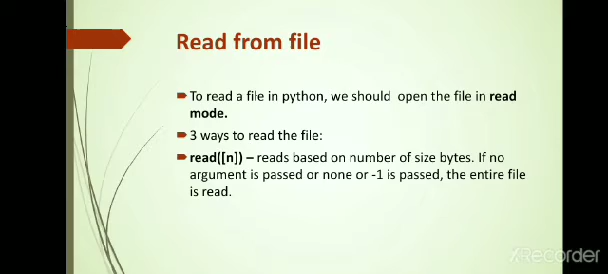 Read from file
To read a file in python, we should open the file in read
mode.
3 ways to read the file:
read([n]) – reads based on number of size bytes. If no
argument is passed or none or -1 is passed, the entire file
is read.
XRecorder